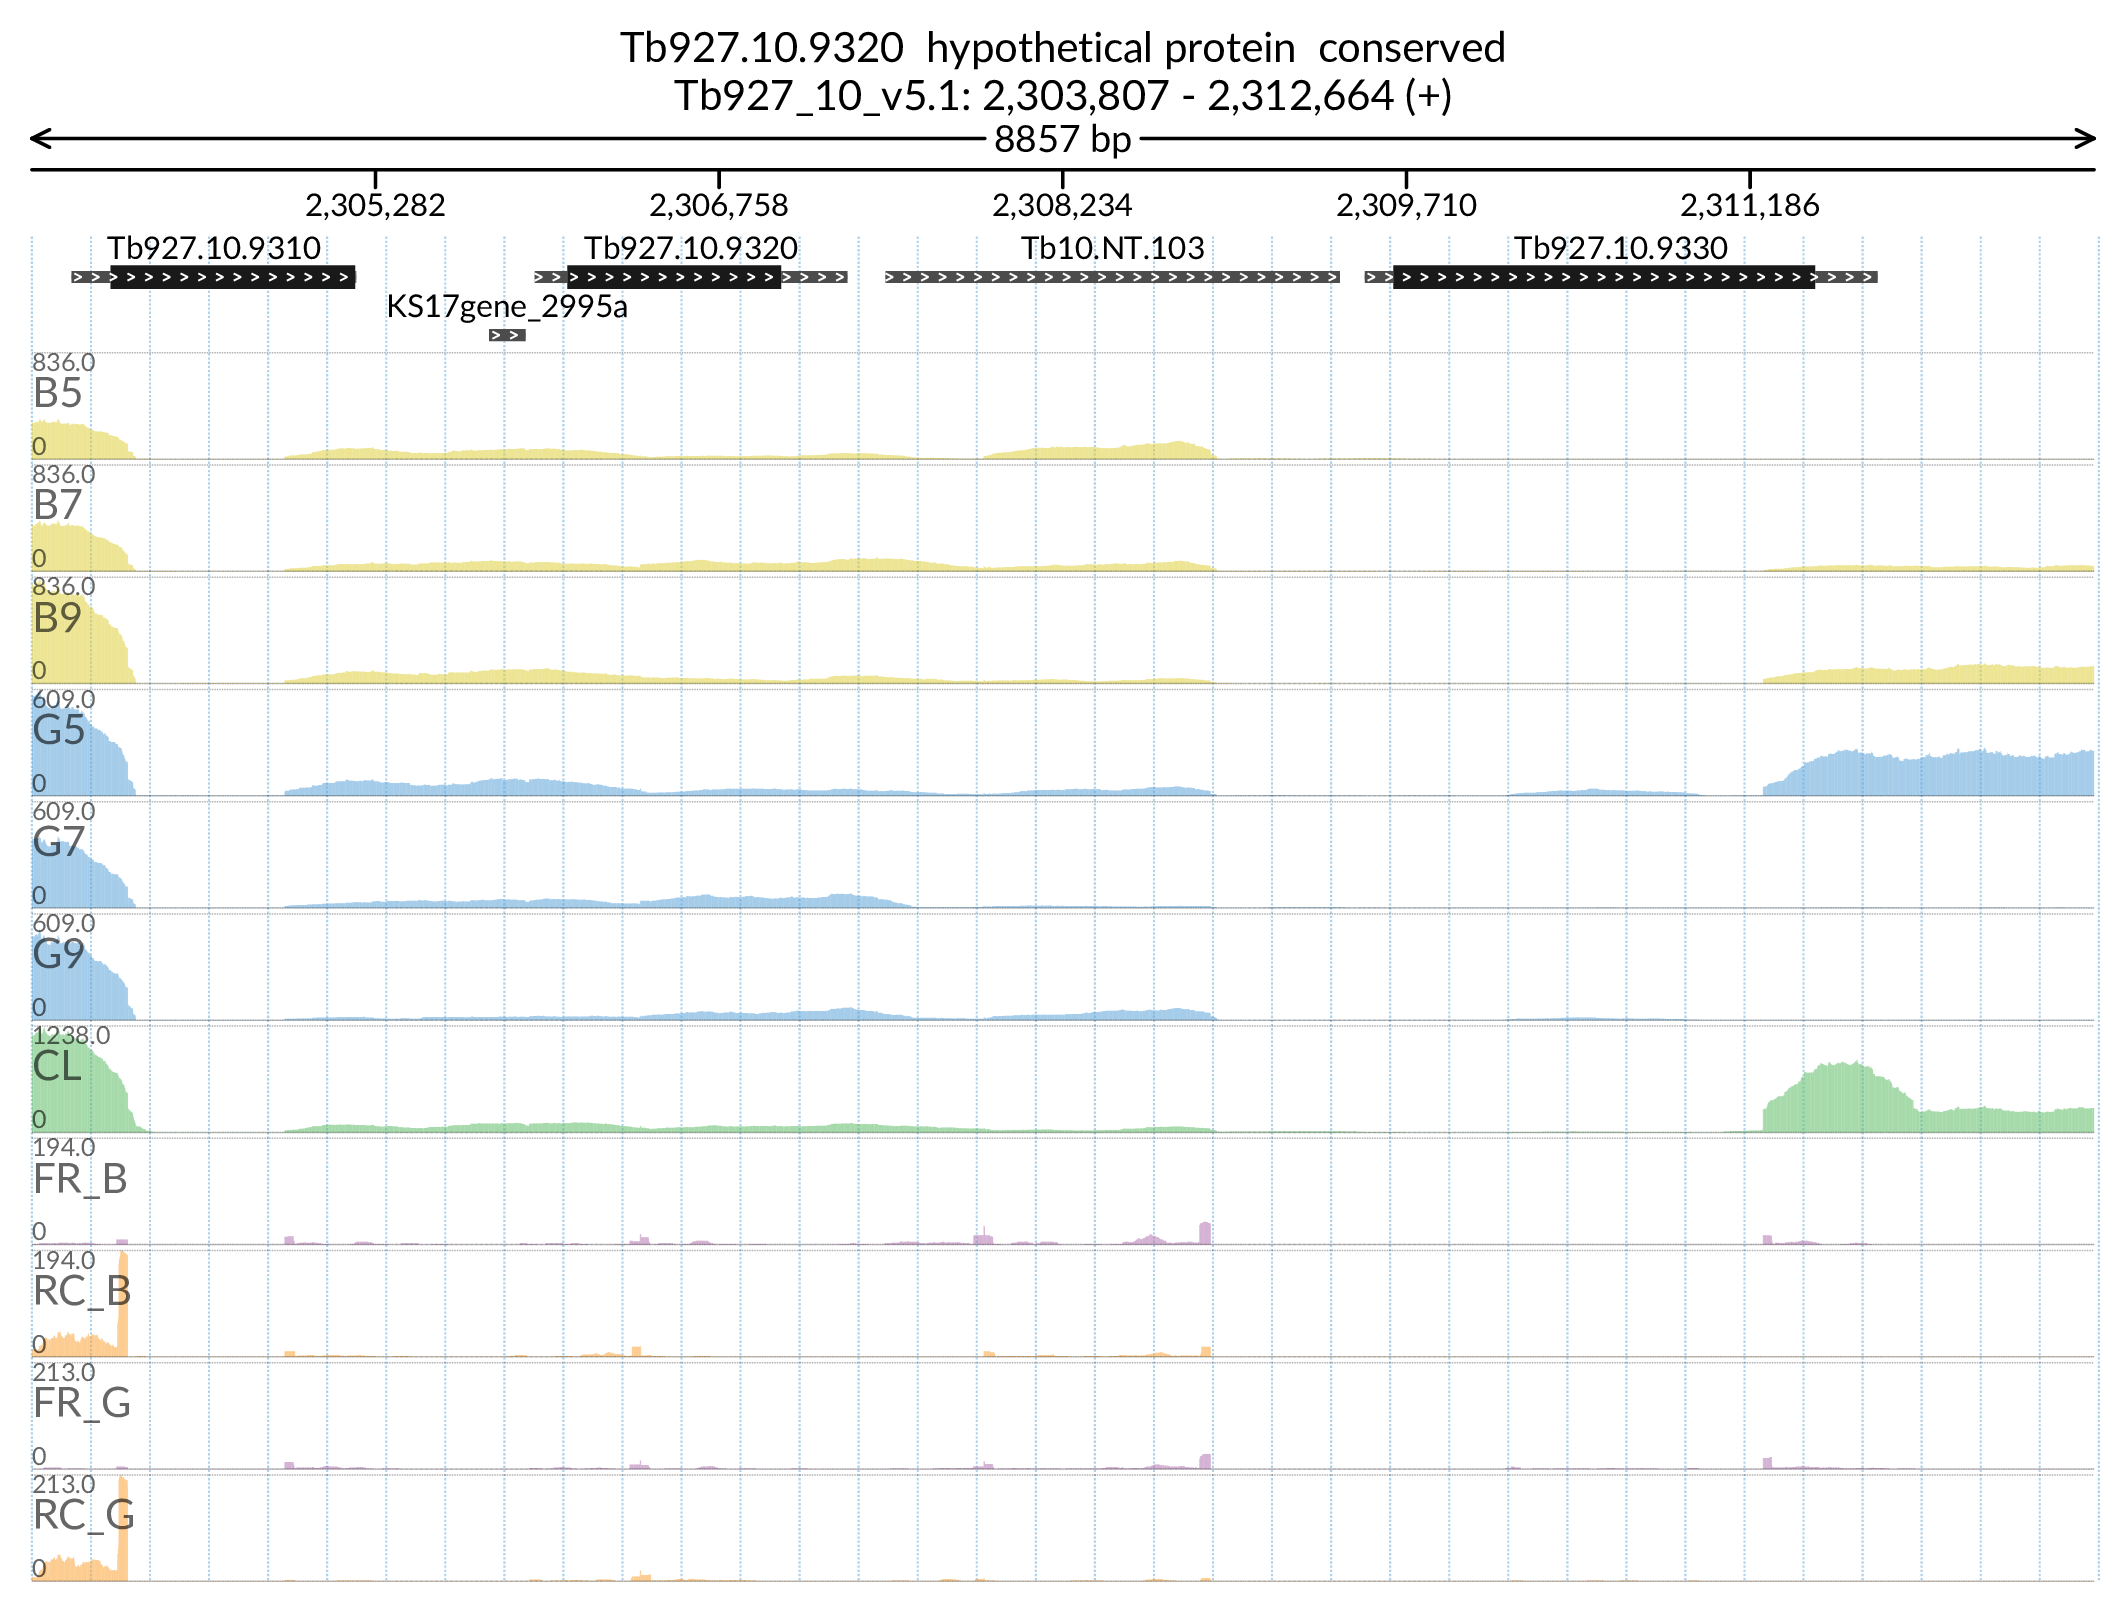 Tb927.10.9320  hypothetical protein  conserved
Tb927_10_v5.1: 2,303,807 - 2,312,664 (+)
8857 bp
2,305,282 2,306,758 2,308,234 2,309,710 2,311,186
Tb927.10.9310 Tb927.10.9320 Tb10.NT.103 Tb927.10.9330
KS17gene_2995a
836.0
B5
0
836.0
B7
0
836.0
B9
0
609.0
G5
0
609.0
G7
0
609.0
G9
0
1238.0
CL
0
194.0
FR_B
0
194.0
RC_B
0
213.0
FR_G
0
213.0
RC_G
0